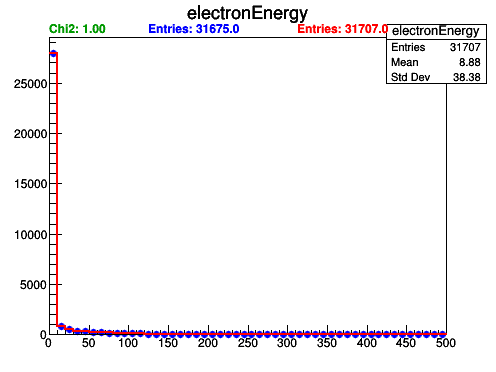 electronEnergy
Chi2: 1.00 Entries: 31675.0 Entries: 31707.0
electronEnergy
Entries 31707
Mean 8.88
Std Dev 38.38
25000
20000
15000
10000
5000
0
0 50 100 150 200 250 300 350 400 450 500